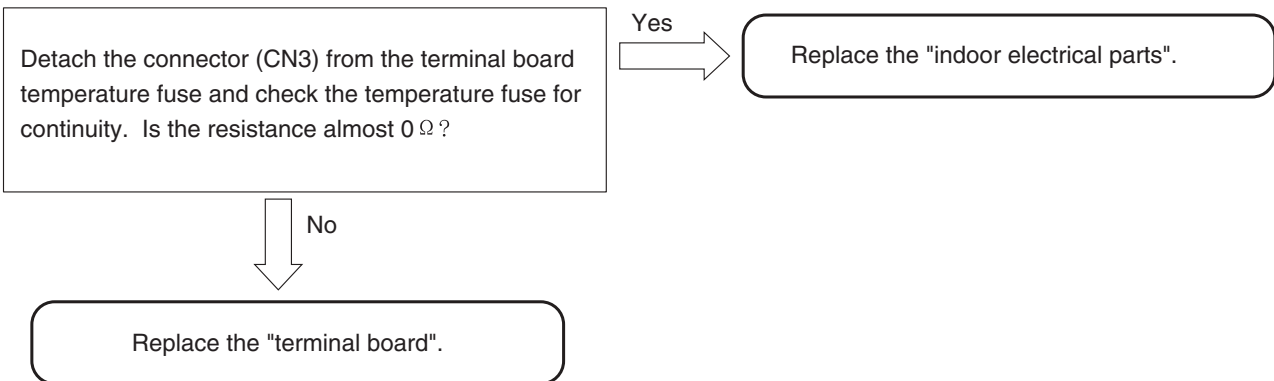 Detach the connector (CN3) from the terminal board
temperature fuse and check the temperature fuse for
continuity. Is the resistance almost 0 Ω?
Yes
Replace the "indoor electrical parts".
No
Replace the "terminal board".